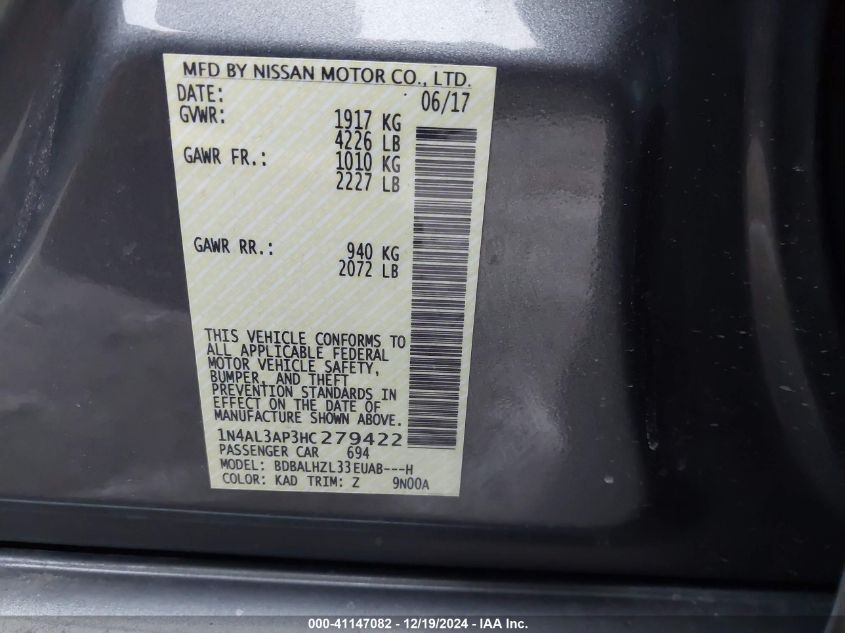 MFD BY NISSAN MOTOR CO., LTD.
DATE: 06/17
GVWR: 1917 KG
4226 LB
GAWR FR.: 1010 KG
2227 LB
GAWR RR.: 940 KG
2072 LB
THIS VEHICLE CONFORMS TO
ALL APPLICABLE FEDERAL
MOTOR VEHICLE SAFETY,
BUMPER, AND THEFT
PREVENTION STANDARDS IN
EFFECT ON THE DATE OF
MANUFACTURE SHOWN ABOVE.
1N4AL3AP3HC279422
PASSENGER CAR 694
MODEL: BDBALHZL33EUAB---H
COLOR: KAD TRIM: Z 9N00A
000-41147082 - 12/19/2024 - IAA Inc.